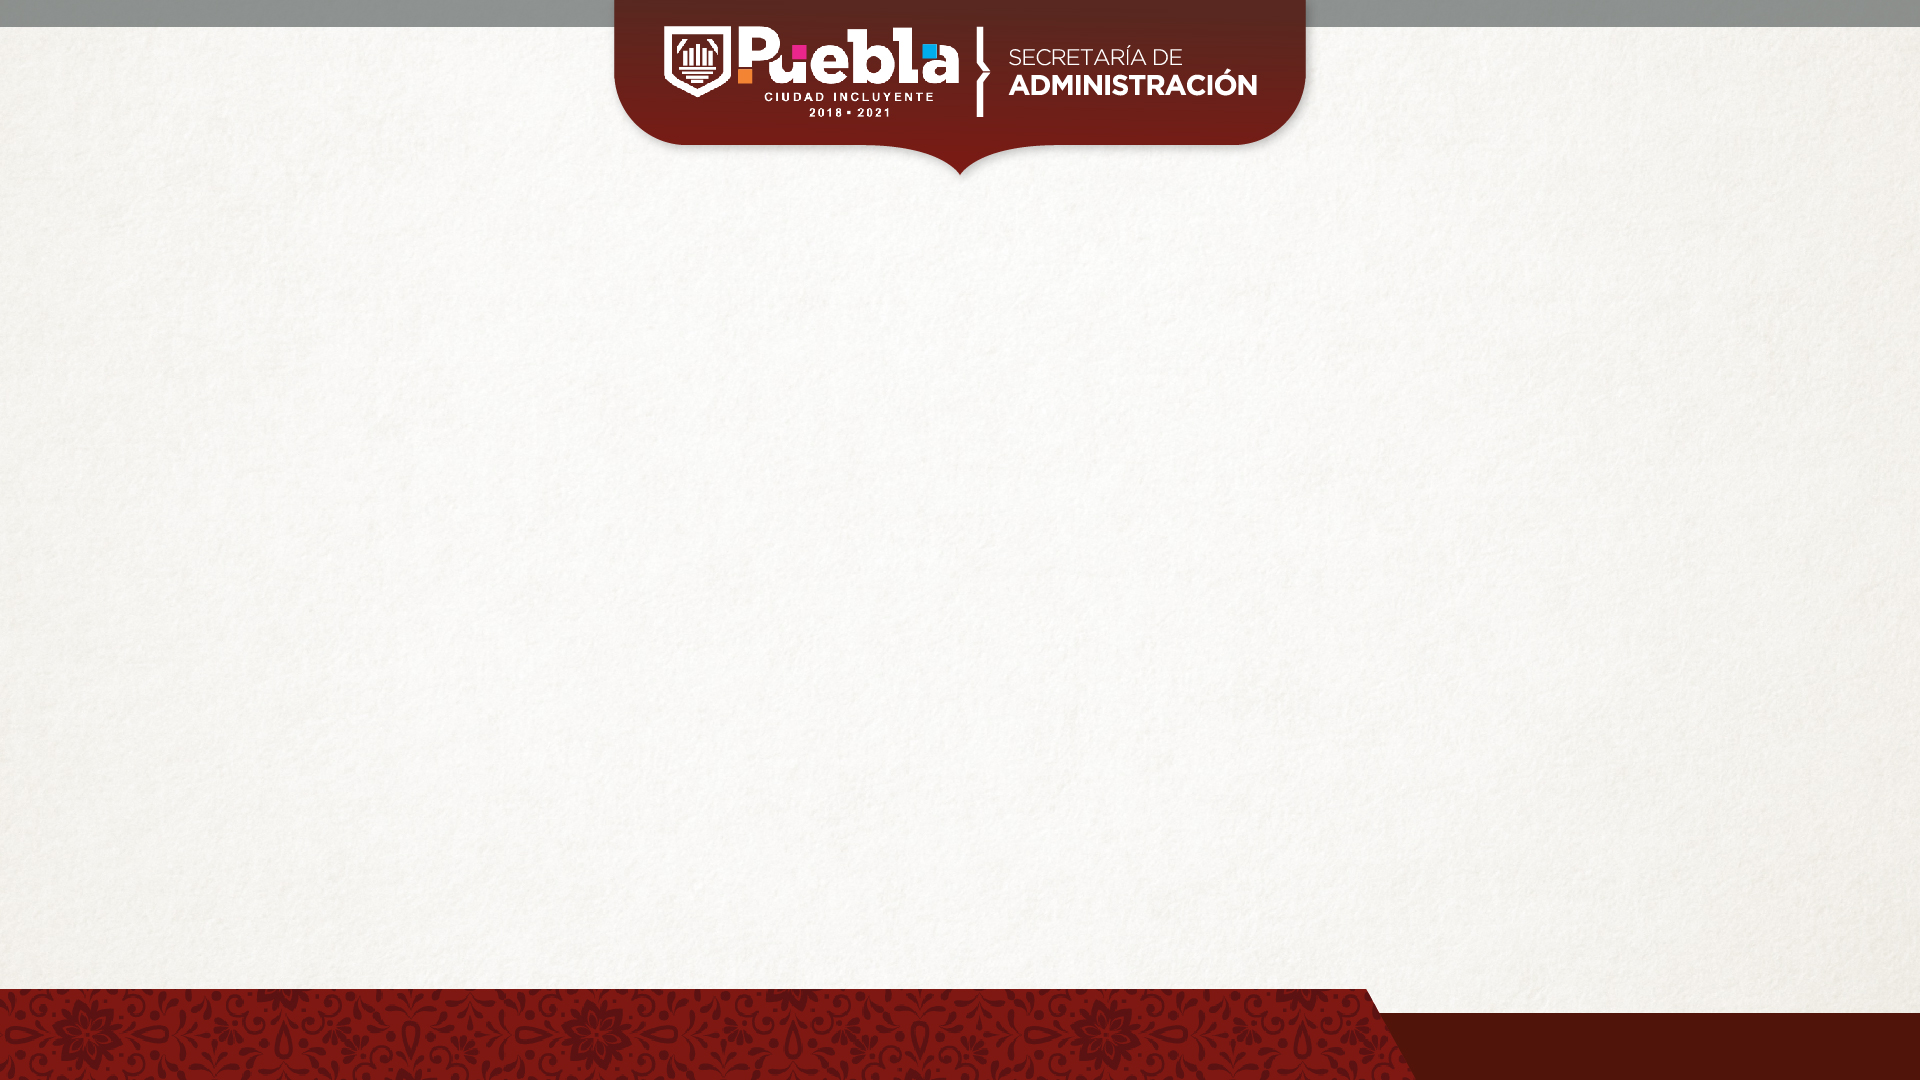 Puebla
CIUDAD INCLUYENTE
2018 • 2021
SECRETARÍA DE
ADMINISTRACIÓN